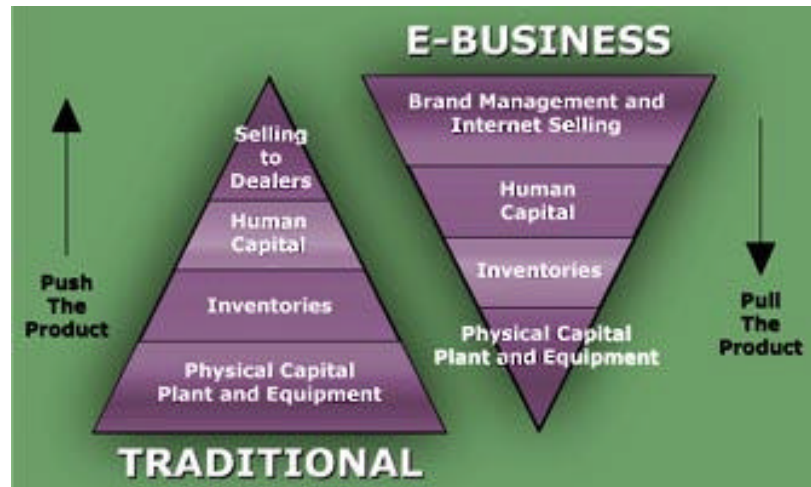 E-BUSINESS
Brand Management and
Internet Selling
Human
Capital
Inventories
Physical Capital
Plant and Equipment
Pull
The
Product
Selling
to
Dealers
Human
Capital
Inventories
Physical Capital
Plant and Equipment
TRADITIONAL
Push
The
Product